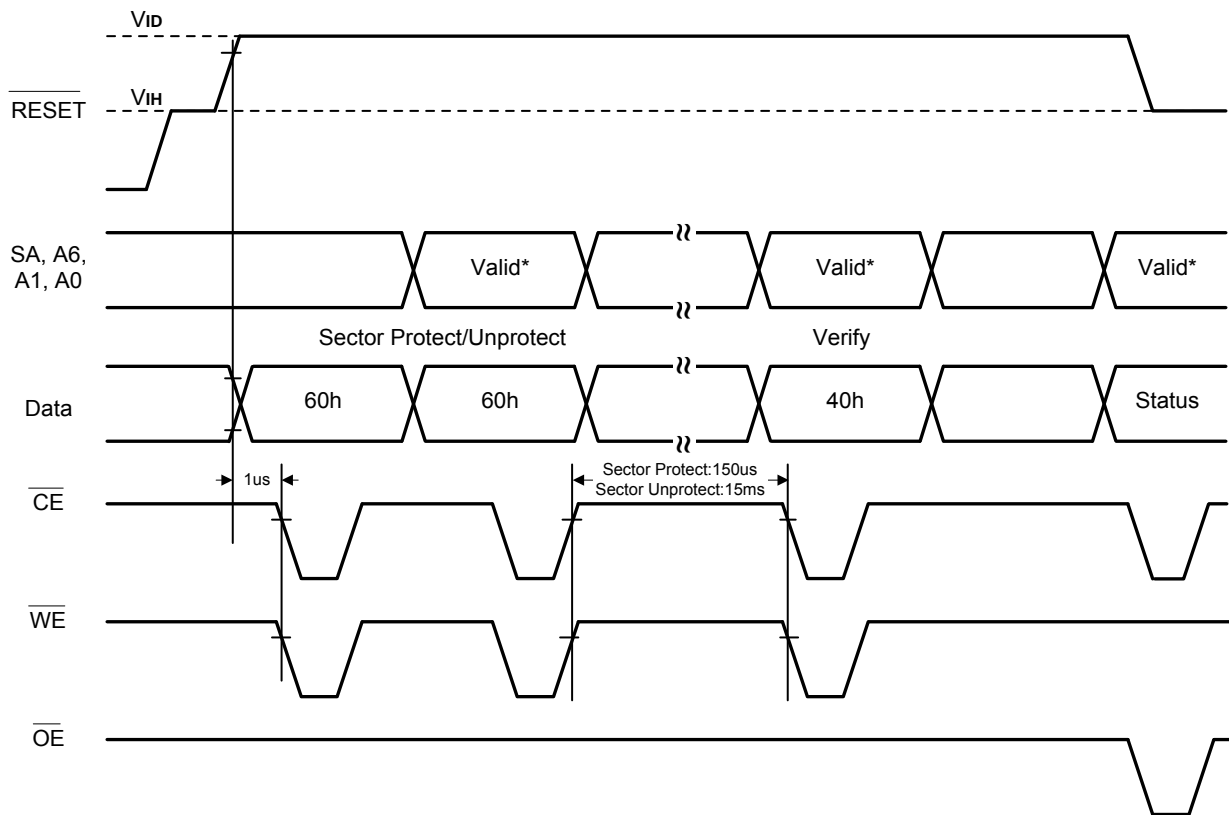 VID
VIH
RESET
SA, A6,
A1, A0
Valid*
Valid*
Valid*
Sector Protect/Unprotect
Verify
Data
60h
60h
40h
Status
1us
Sector Protect:150us
Sector Unprotect:15ms
CE
WE
OE